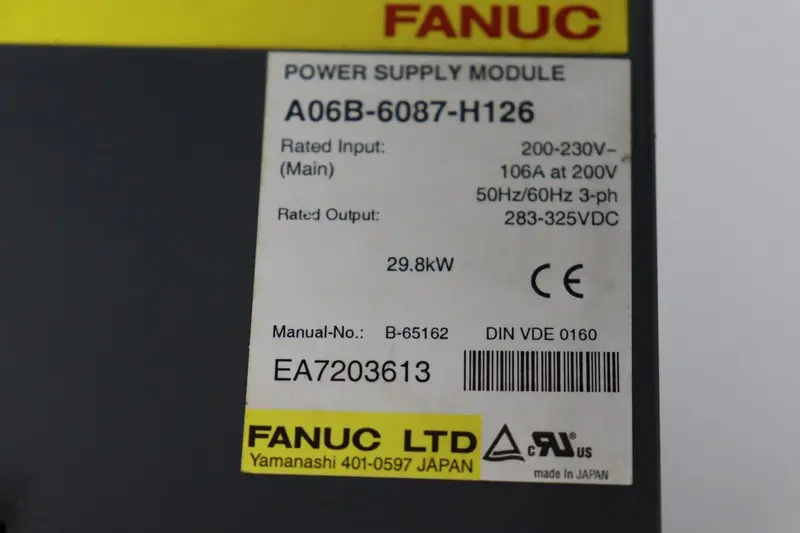 FANUC
POWER SUPPLY MODULE
A06B-6087-H126
Rated Input: 200-230V~
(Main) 106A at 200V
50Hz/60Hz 3-ph
Rated Output: 283-325VDC
29.8kW
CE
Manual-No.: B-65162 DIN VDE 0160
EA7203613
FANUC LTD
Yamanashi 401-0597 JAPAN
c RU ® US
made In JAPAN